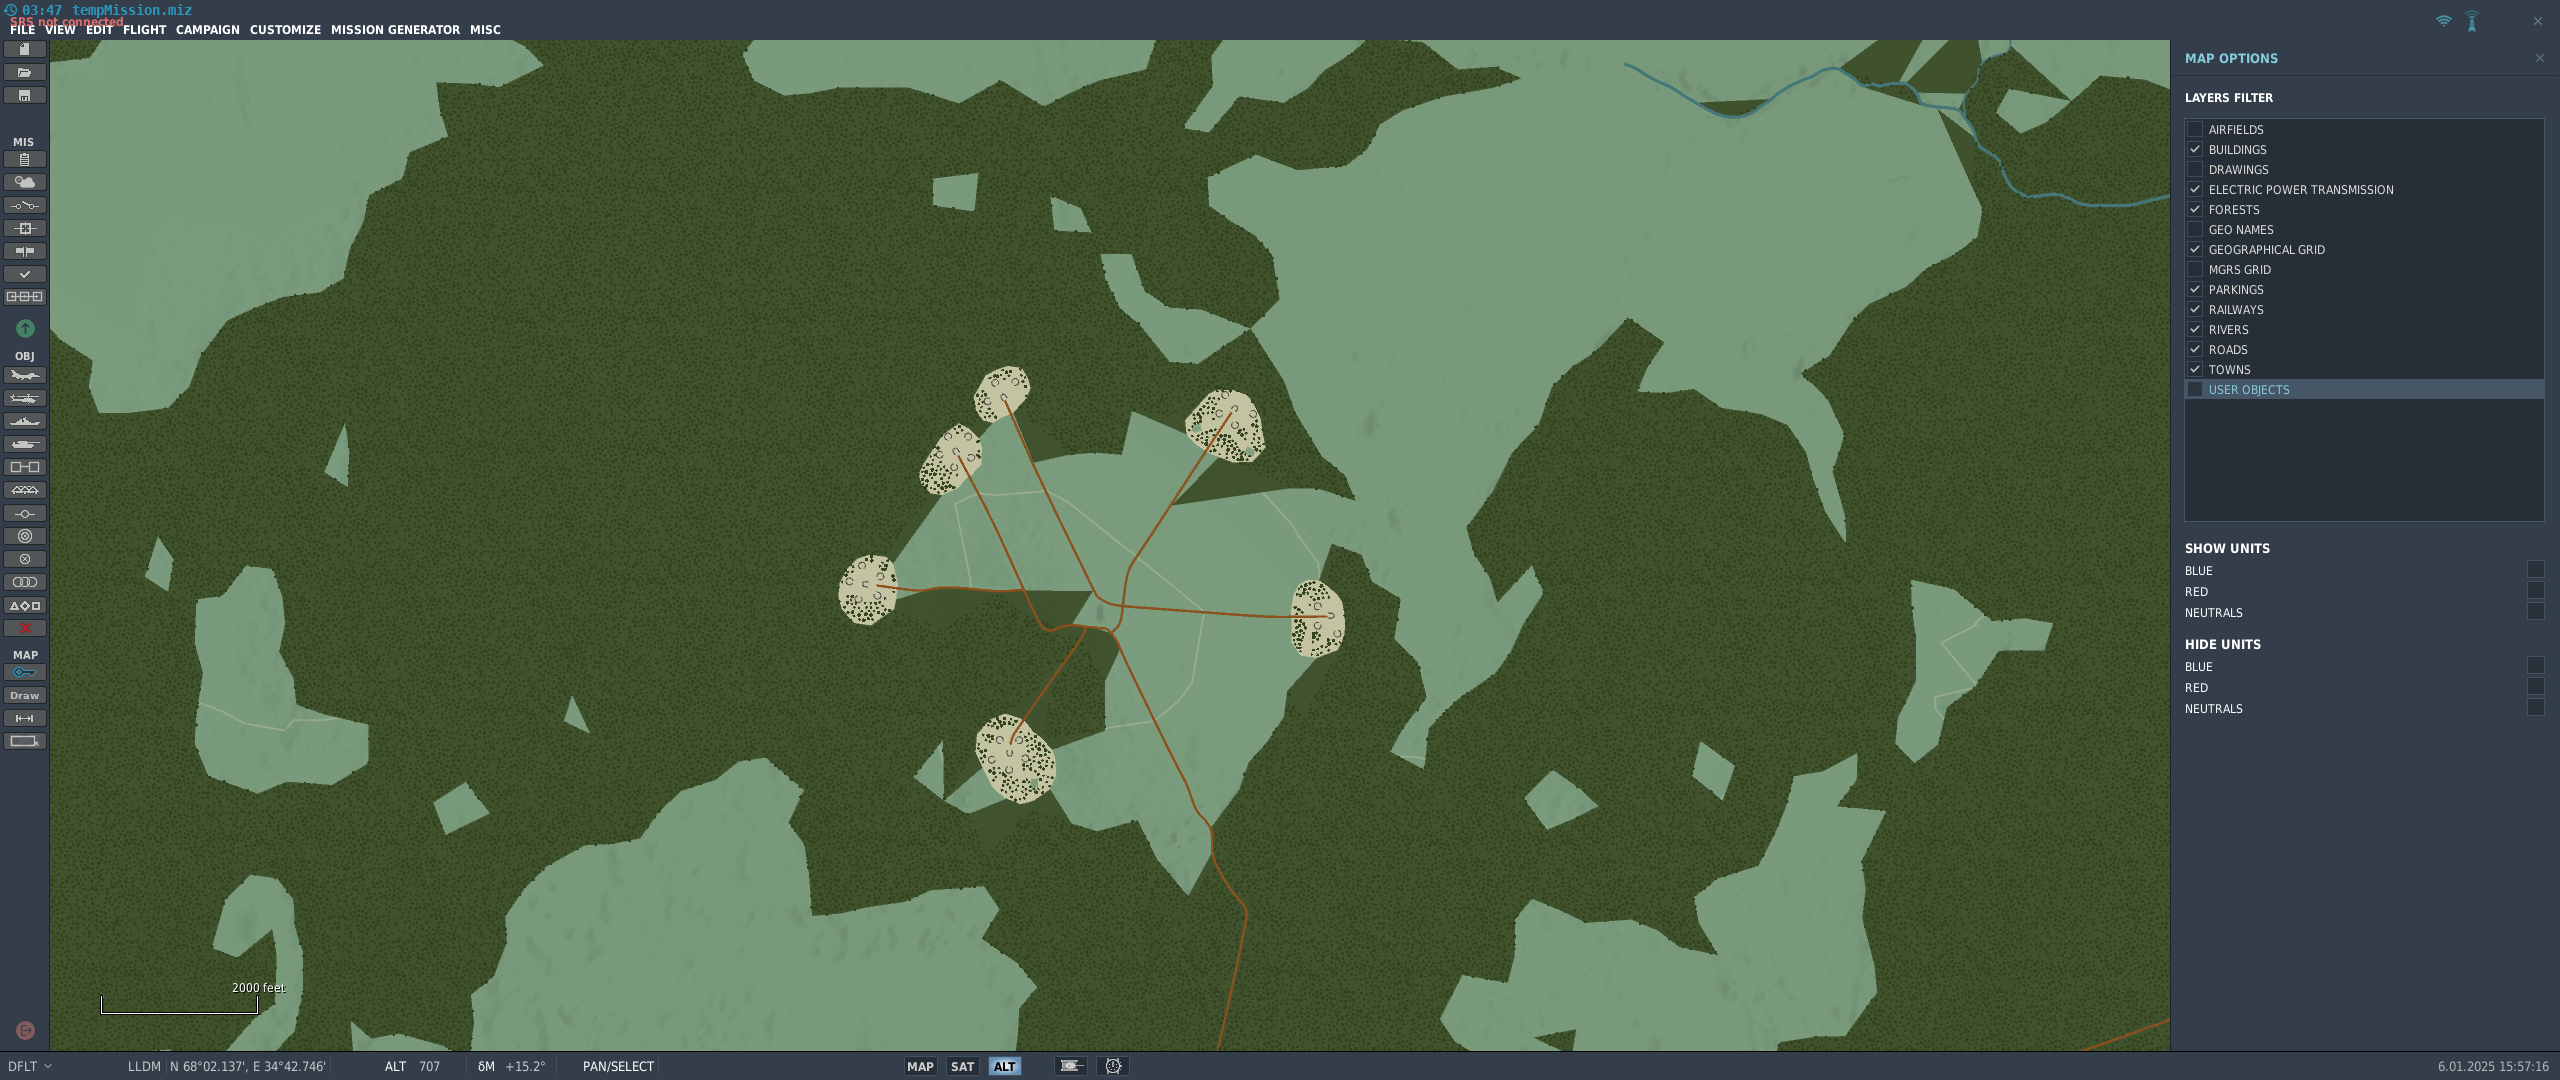 03:47 tempMission.miz
SRS not connected
FILE VIEW EDIT FLIGHT CAMPAIGN CUSTOMIZE MISSION GENERATOR MISC
MAP OPTIONS
LAYERS FILTER
AIRFIELDS
BUILDINGS
DRAWINGS
ELECTRIC POWER TRANSMISSION
FORESTS
GEO NAMES
GEOGRAPHICAL GRID
MGRS GRID
PARKINGS
RAILWAYS
RIVERS
ROADS
TOWNS
USER OBJECTS
SHOW UNITS
BLUE
RED
NEUTRALS
HIDE UNITS
BLUE
RED
NEUTRALS
MIS
OBJ
MAP
Draw
2000 feet
DFLT LLDM N 68°02.137', E 34°42.746' ALT 707 δM +15.2° PAN/SELECT MAP SAT ALT 6.01.2025 15:57:16